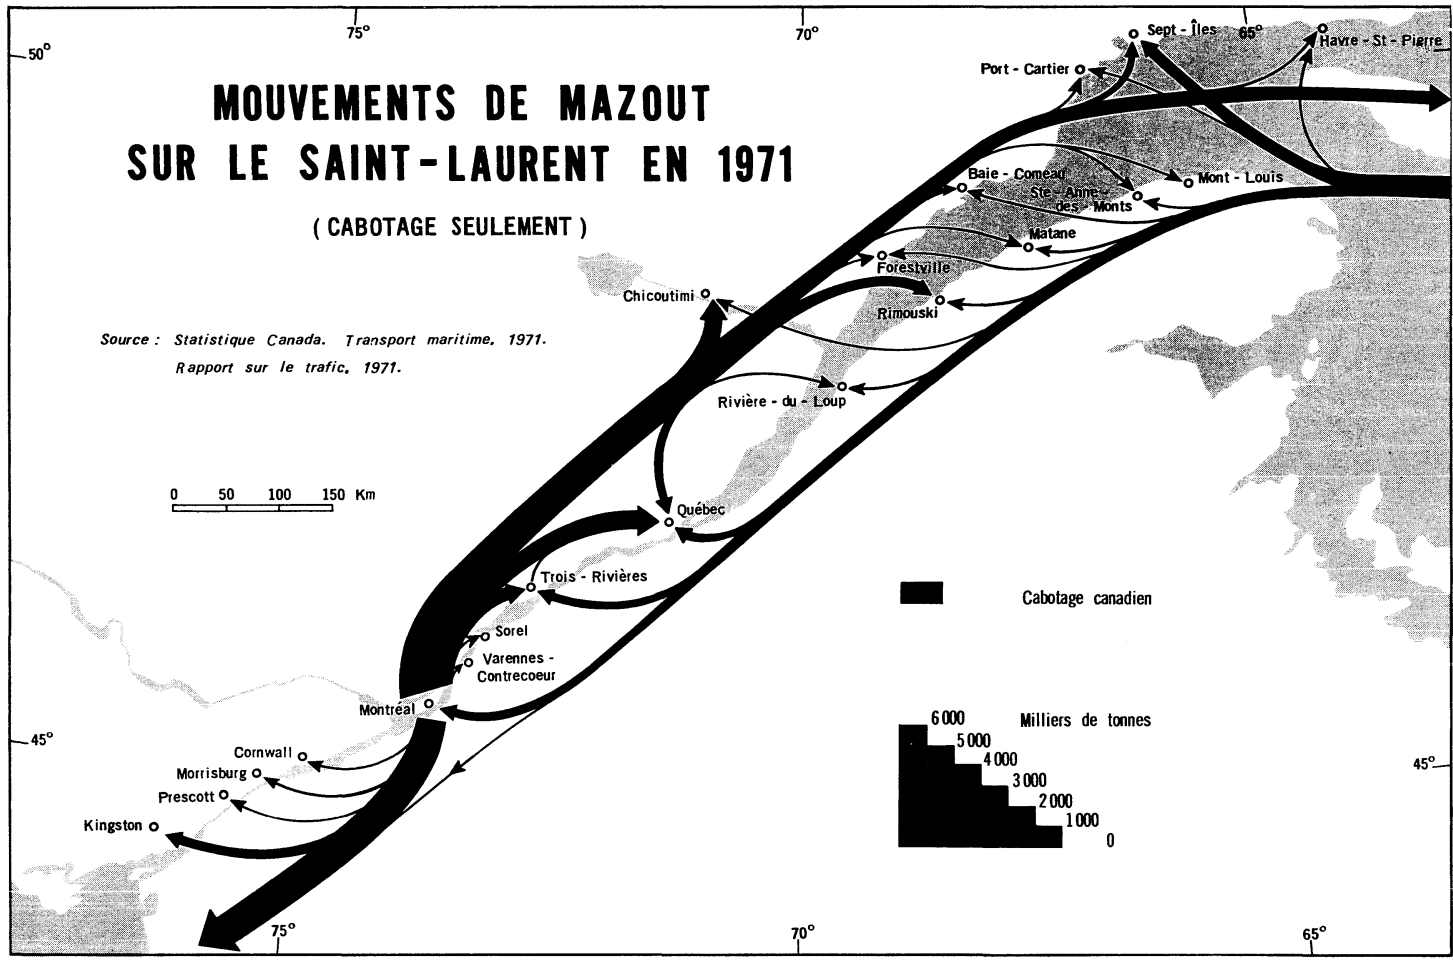 75°
70°
65°
50°
Sept - Îles
Havre - St - Pierre
Port - Cartier
MOUVEMENTS DE MAZOUT
SUR LE SAINT-LAURENT EN 1971
(CABOTAGE SEULEMENT)
Baie - Comeau
Ste - Anne -
des - Monts
Mont - Louis
Matane
Forestville
Chicoutimi
Rimouski
Source : Statistique Canada. Transport maritime, 1971.
Rapport sur le trafic, 1971.
Rivière - du - Loup
0 50 100 150 Km
Québec
Trois - Rivières
Cabotage canadien
Sorel
Varennes -
Contrecoeur
Montréal
6 000
Milliers de tonnes
5 000
4 000
3 000
2 000
1 000
0
45°
45°
Cornwall
Morrisburg
Prescott
Kingston
75°
70°
65°